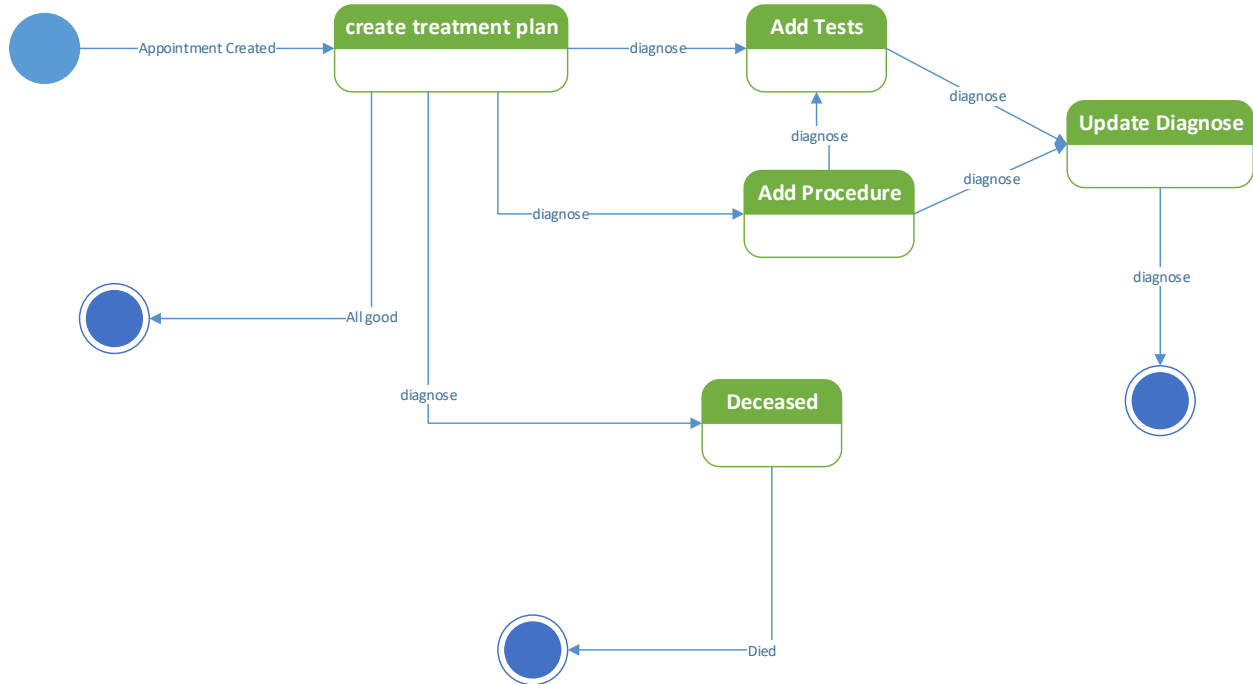 create treatment plan
Add Tests
Appointment Created
diagnose
diagnose
Update Diagnose
diagnose
Add Procedure
diagnose
diagnose
diagnose
All good
diagnose
Deceased
Died